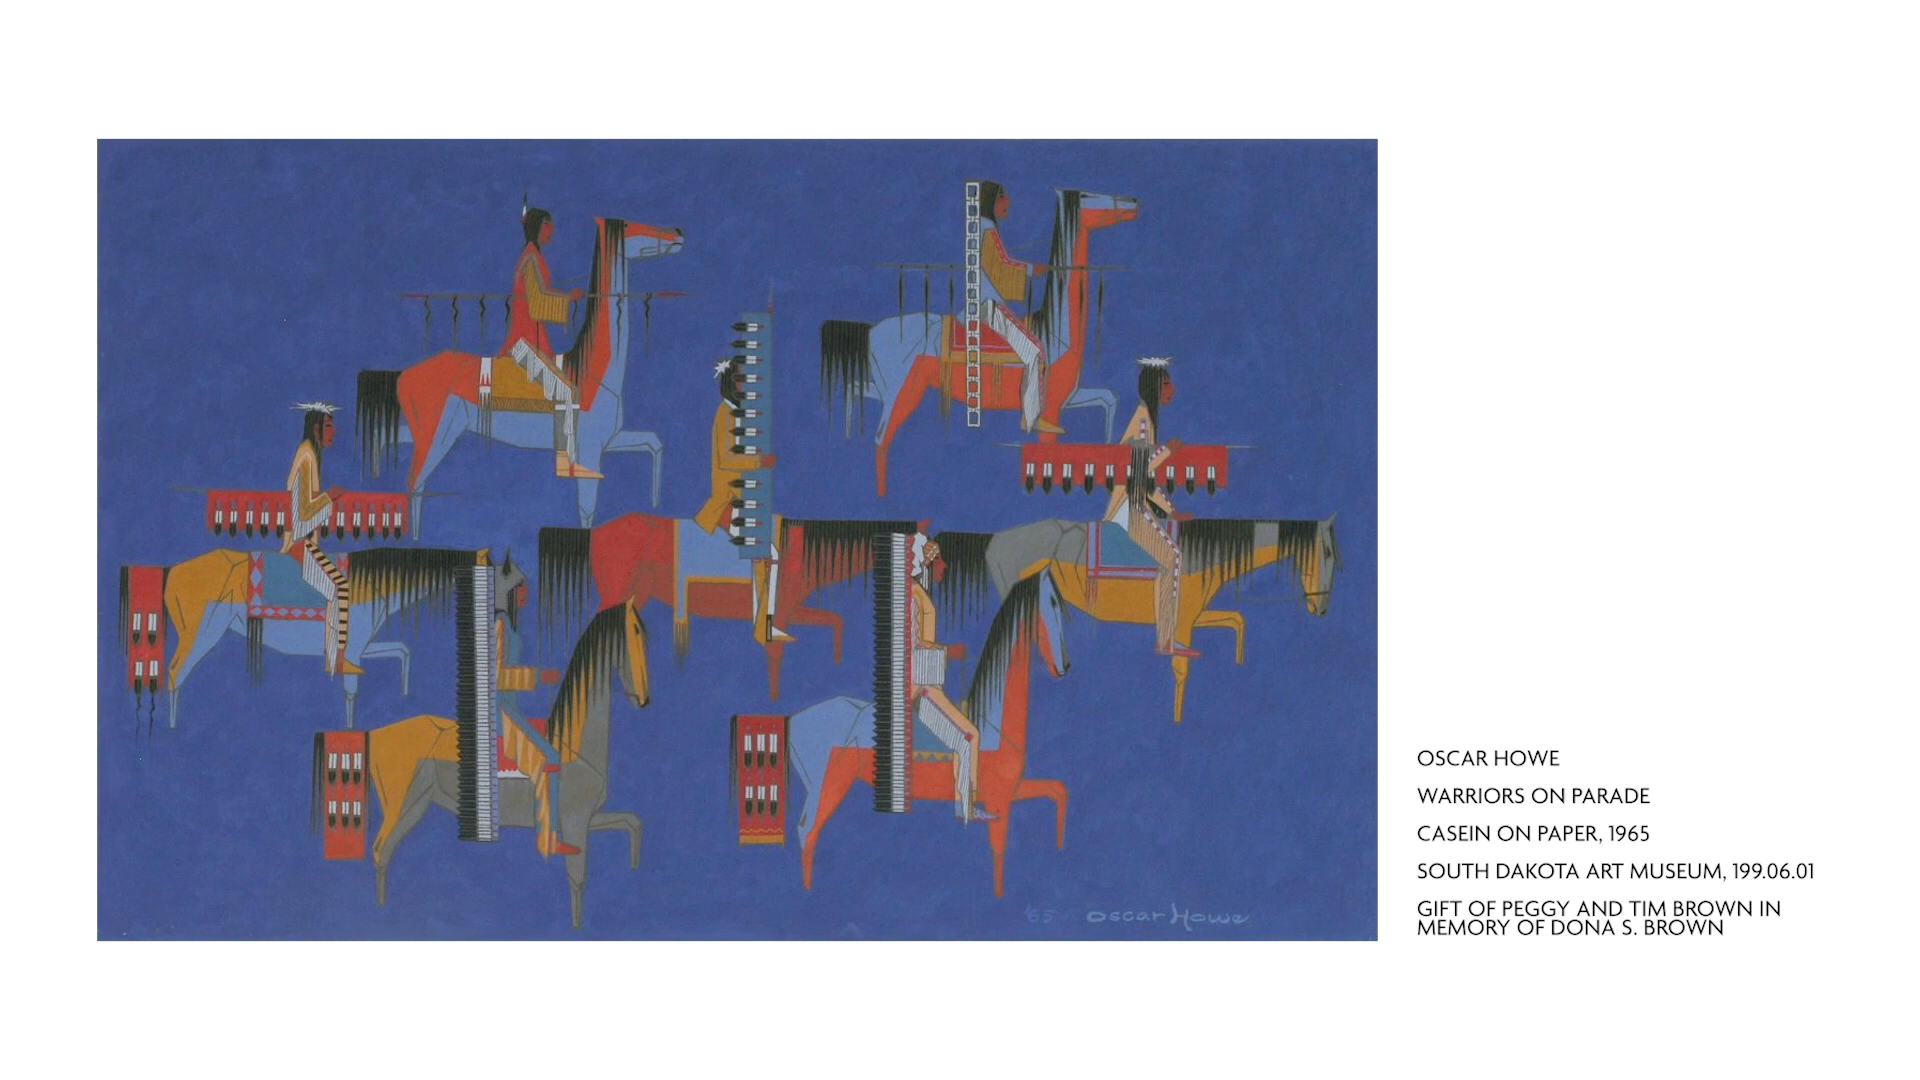 '65 Oscar Howe
OSCAR HOWE
WARRIORS ON PARADE
CASEIN ON PAPER, 1965
SOUTH DAKOTA ART MUSEUM, 199.06.01
GIFT OF PEGGY AND TIM BROWN IN
MEMORY OF DONA S. BROWN